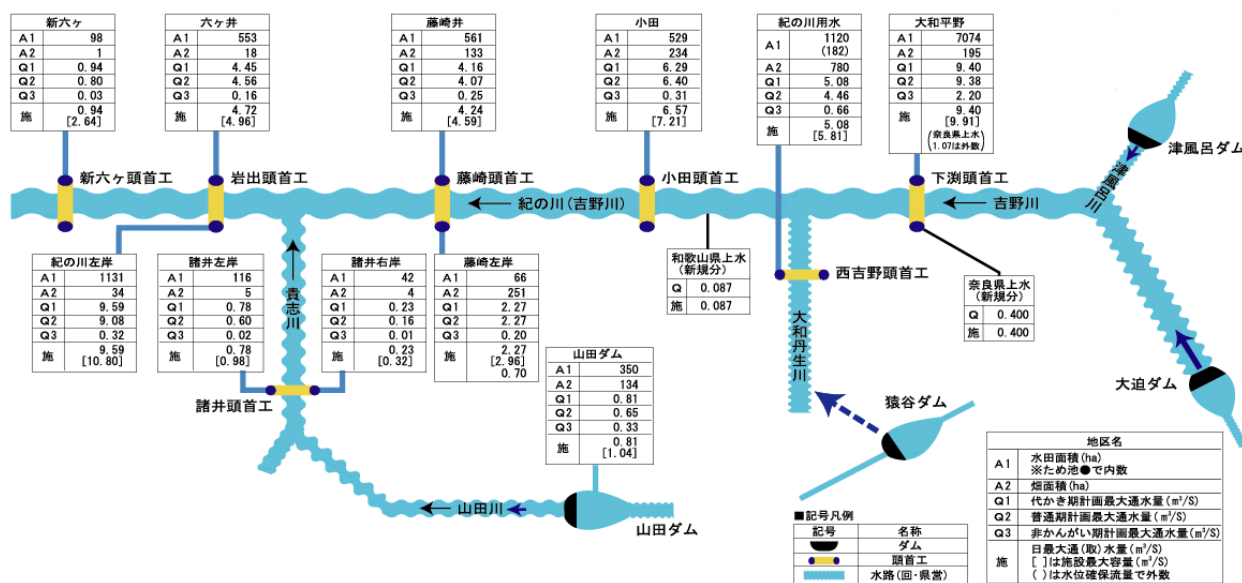 新六ヶ
A1 98
A2 1
Q1 0.94
Q2 0.80
Q3 0.03
施 0.94
[2.64]
六ヶ井
A1 553
A2 18
Q1 4.45
Q2 4.56
Q3 0.16
施 4.72
[4.96]
藤崎井
A1 561
A2 133
Q1 4.16
Q2 4.07
Q3 0.25
施 4.24
[4.59]
小田
A1 529
A2 234
Q1 6.29
Q2 6.40
Q3 0.31
施 6.57
[7.21]
紀の川用水
A1 1120
(182)
A2 780
Q1 5.08
Q2 4.46
Q3 0.66
施 5.08
[5.81]
大和平野
A1 7074
A2 195
Q1 9.40
Q2 9.38
Q3 2.20
施 9.40
[9.91]
(奈良県上水
1.07は外数)
津風呂ダム
津風呂川
新六ヶ頭首工
岩出頭首工
藤崎頭首工
小田頭首工
下渕頭首工
紀の川(吉野川)
吉野川
紀の川左岸
A1 1131
A2 34
Q1 9.59
Q2 9.08
Q3 0.32
施 9.59
[10.80]
諸井左岸
A1 116
A2 5
Q1 0.78
Q2 0.60
Q3 0.02
施 0.78
[0.98]
貴志川
諸井右岸
A1 42
A2 4
Q1 0.23
Q2 0.16
Q3 0.01
施 0.23
[0.32]
藤崎左岸
A1 66
A2 251
Q1 2.27
Q2 2.27
Q3 0.20
施 2.27
[2.96]
0.70
和歌山県上水
(新規分)
Q 0.087
施 0.087
西吉野頭首工
大和丹生川
奈良県上水
(新規分)
Q 0.400
施 0.400
大迫ダム
諸井頭首工
山田ダム
A1 350
A2 134
Q1 0.81
Q2 0.65
Q3 0.33
施 0.81
[1.04]
猿谷ダム
山田川
山田ダム
■記号凡例
記号 名称
ダム
頭首工
水路(回・県営)
地区名
A1 水田面積(ha)
※ため池●で内数
A2 畑面積(ha)
Q1 代かき期計画最大通水量(m³/S)
Q2 普通期計画最大通水量(m³/S)
Q3 非かんがい期計画最大通水量(m³/S)
施 日最大通(取)水量(m³/S)
[ ]は施設最大容量(m³/S)
( )は水位確保流量で外数